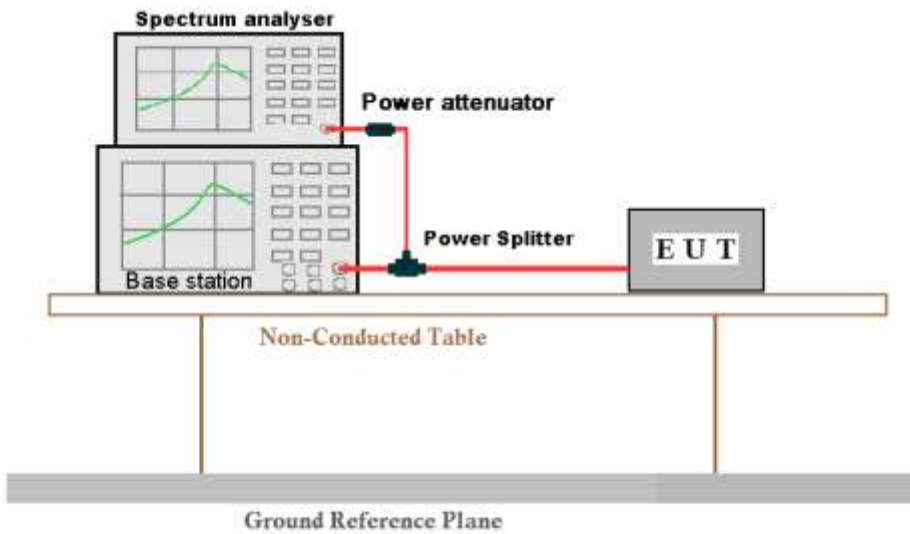 Spectrum analyser
Power attenuator
Power Splitter
E U T
Base station
Non-Conducted Table
Ground Reference Plane